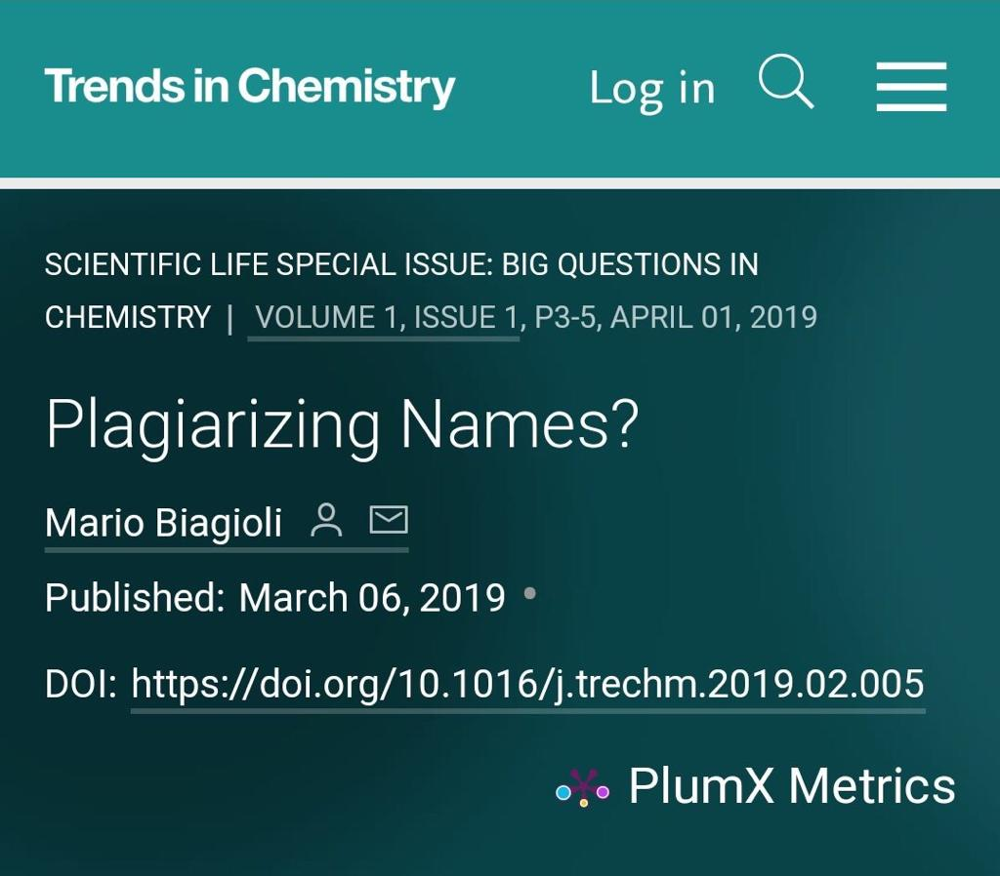 Trends in Chemistry
Log in
SCIENTIFIC LIFE SPECIAL ISSUE: BIG QUESTIONS IN
CHEMISTRY | VOLUME 1, ISSUE 1, P3-5, APRIL 01, 2019
Plagiarizing Names?
Mario Biagioli
Published: March 06, 2019 •
DOI: https://doi.org/10.1016/j.trechm.2019.02.005
PlumX Metrics